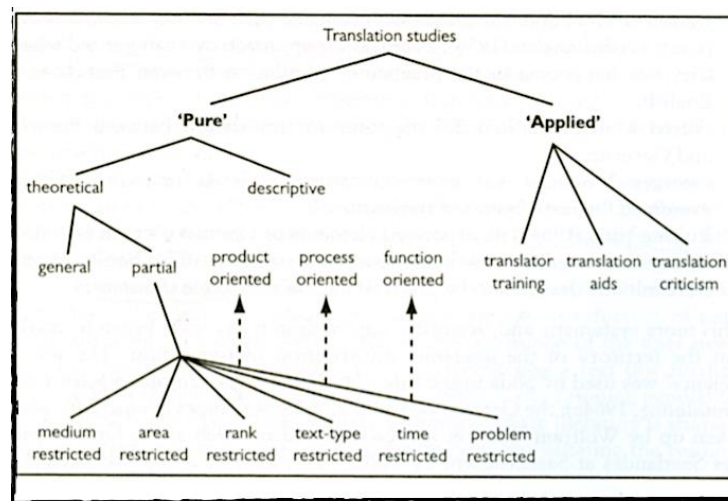 Translation studies
'Pure'
'Applied'
theoretical
descriptive
general
partial
product
oriented
process
oriented
function
oriented
translator
training
translation
aids
translation
criticism
medium
restricted
area
restricted
rank
restricted
text-type
restricted
time
restricted
problem
restricted